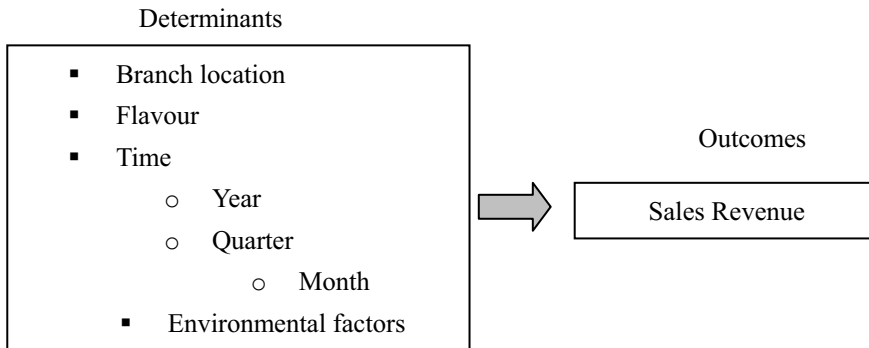 Determinants
▪ Branch location
▪ Flavour
▪ Time
o Year
o Quarter
o Month
▪ Environmental factors
Outcomes
Sales Revenue